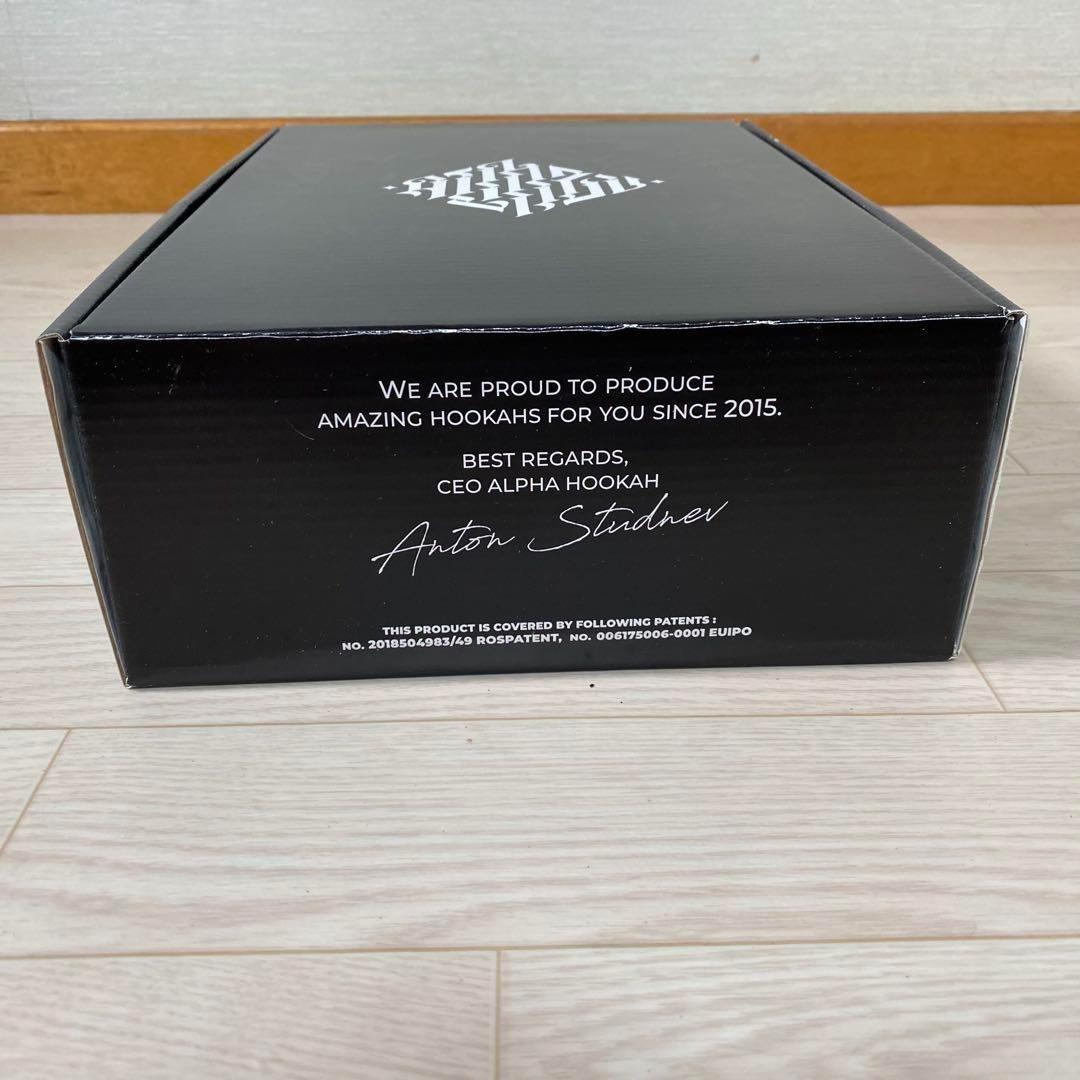 WE ARE PROUD TO PRODUCE
AMAZING HOOKAHS FOR YOU SINCE 2015.
BEST REGARDS,
CEO ALPHA HOOKAH
Anton Studnev
THIS PRODUCT IS COVERED BY FOLLOWING PATENTS :
NO. 2018504983/49 ROSPATENT, NO. 006175006-0001 EUIPO